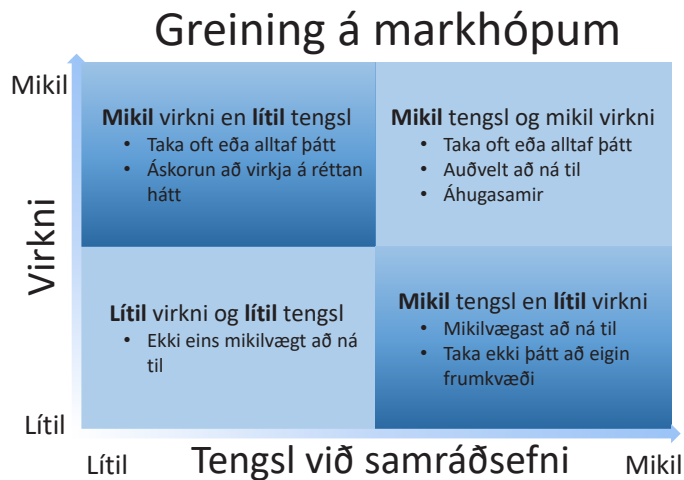 Greining á markhópum
Mikil
Mikil virkni en lítil tengsl
• Taka oft eða alltaf þátt
• Áskorun að virkja á réttan
hátt
Mikil tengsl og mikil virkni
• Taka oft eða alltaf þátt
• Auðvelt að ná til
• Áhugasamir
Virkni
Lítil virkni og lítil tengsl
• Ekki eins mikilvægt að ná
til
Mikil tengsl en lítil virkni
• Mikilvægast að ná til
• Taka ekki þátt að eigin
frumkvæði
Lítil
Lítil
Tengsl við samráðsefni
Mikil